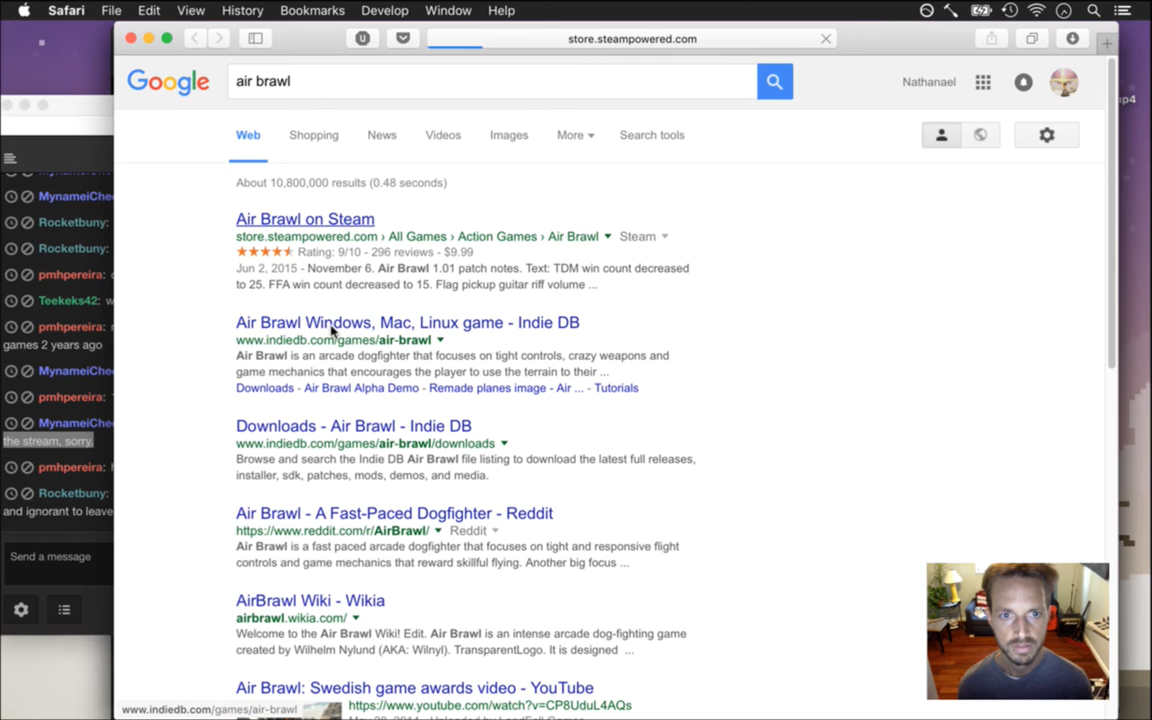 Safari File Edit View History Bookmarks Develop Window Help
store.steampowered.com
Google
air brawl
Nathanael
Web Shopping News Videos Images More Search tools
About 10,800,000 results (0.48 seconds)
Air Brawl on Steam
store.steampowered.com › All Games › Action Games › Air Brawl Steam
Rating: 9/10 - 296 reviews - $9.99
Jun 2, 2015 - November 6. Air Brawl 1.01 patch notes. Text: TDM win count decreased
to 25. FFA win count decreased to 15. Flag pickup guitar riff volume ...
Air Brawl Windows, Mac, Linux game - Indie DB
www.indiedb.com/games/air-brawl
Air Brawl is an arcade dogfighter that focuses on tight controls, crazy weapons and
game mechanics that encourages the player to use the terrain to their ...
Downloads - Air Brawl Alpha Demo - Remade planes image - Air ... - Tutorials
Downloads - Air Brawl - Indie DB
www.indiedb.com/games/air-brawl/downloads
Browse and search the Indie DB Air Brawl file listing to download the latest full releases,
installer, sdk, patches, mods, demos, and media.
Air Brawl - A Fast-Paced Dogfighter - Reddit
https://www.reddit.com/r/AirBrawl/ Reddit
Air Brawl is a fast paced arcade dogfighter that focuses on tight and responsive flight
controls and game mechanics that reward skillful flying. Another big focus ...
AirBrawl Wiki - Wikia
airbrawl.wikia.com/
Welcome to the Air Brawl Wiki! Edit. Air Brawl is an intense arcade dog-fighting game
created by Wilhelm Nylund (AKA: Wilnyl). TransparentLogo. It is designed ...
Air Brawl: Swedish game awards video - YouTube
https://www.youtube.com/watch?v=CP8UduL4AQs
www.indiedb.com/games/air-brawl
MynameiChe
Rocketbuny:
Rocketbuny:
pmhpereira:
Teekeks42: w
pmhpereira:
games 2 years ago
MynameiChe
pmhpereira:
MynameiChe
the stream, sorry.
pmhpereira: h
Rocketbuny:
and ignorant to leave
Send a message
mp4